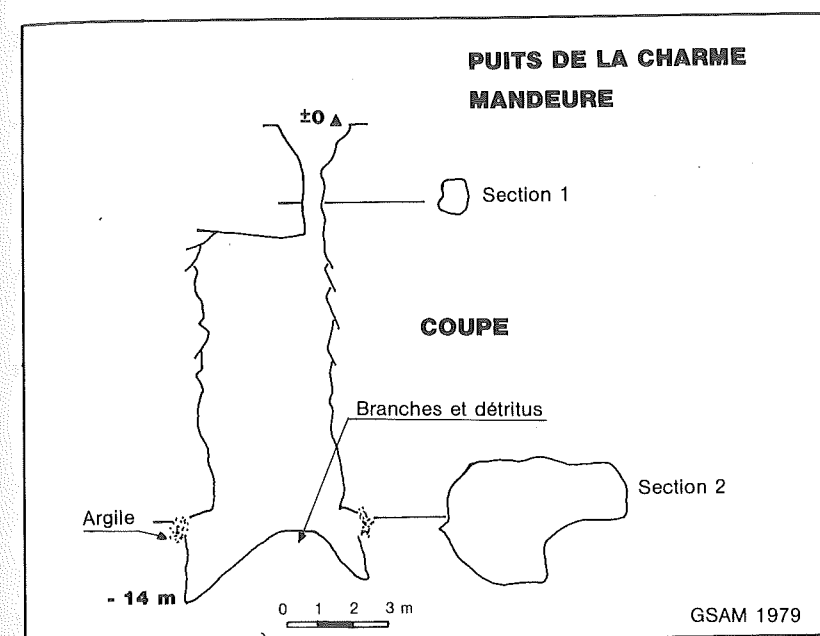 PUITS DE LA CHARME
MANDEURE
±0
Section 1
COUPE
Branches et détritus
Section 2
Argile
- 14 m
0 1 2 3 m
GSAM 1979